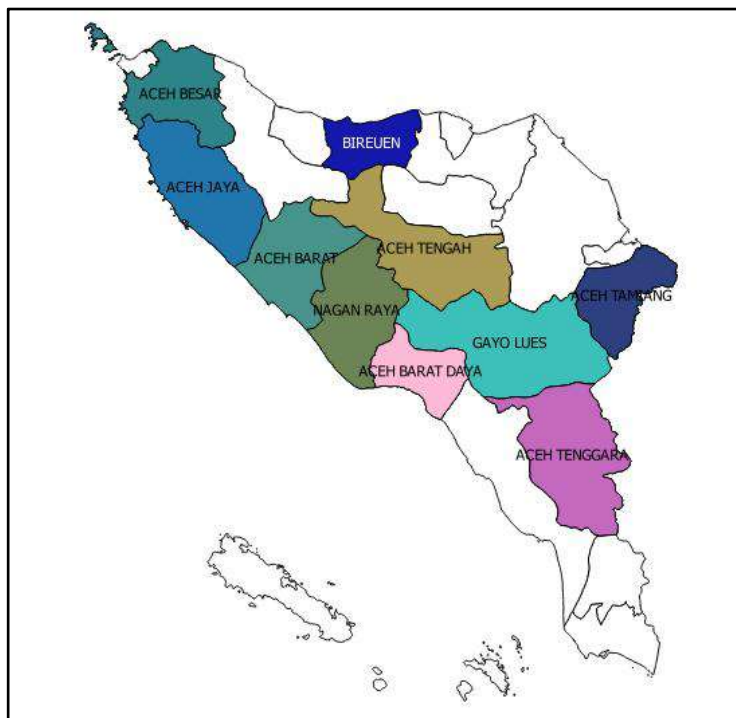 ACEH BESAR
BIREUEN
ACEH JAYA
ACEH TENGAH
ACEH BARAT
ACEH TAMIANG
NAGAN RAYA
GAYO LUES
ACEH BARAT DAYA
ACEH TENGGARA